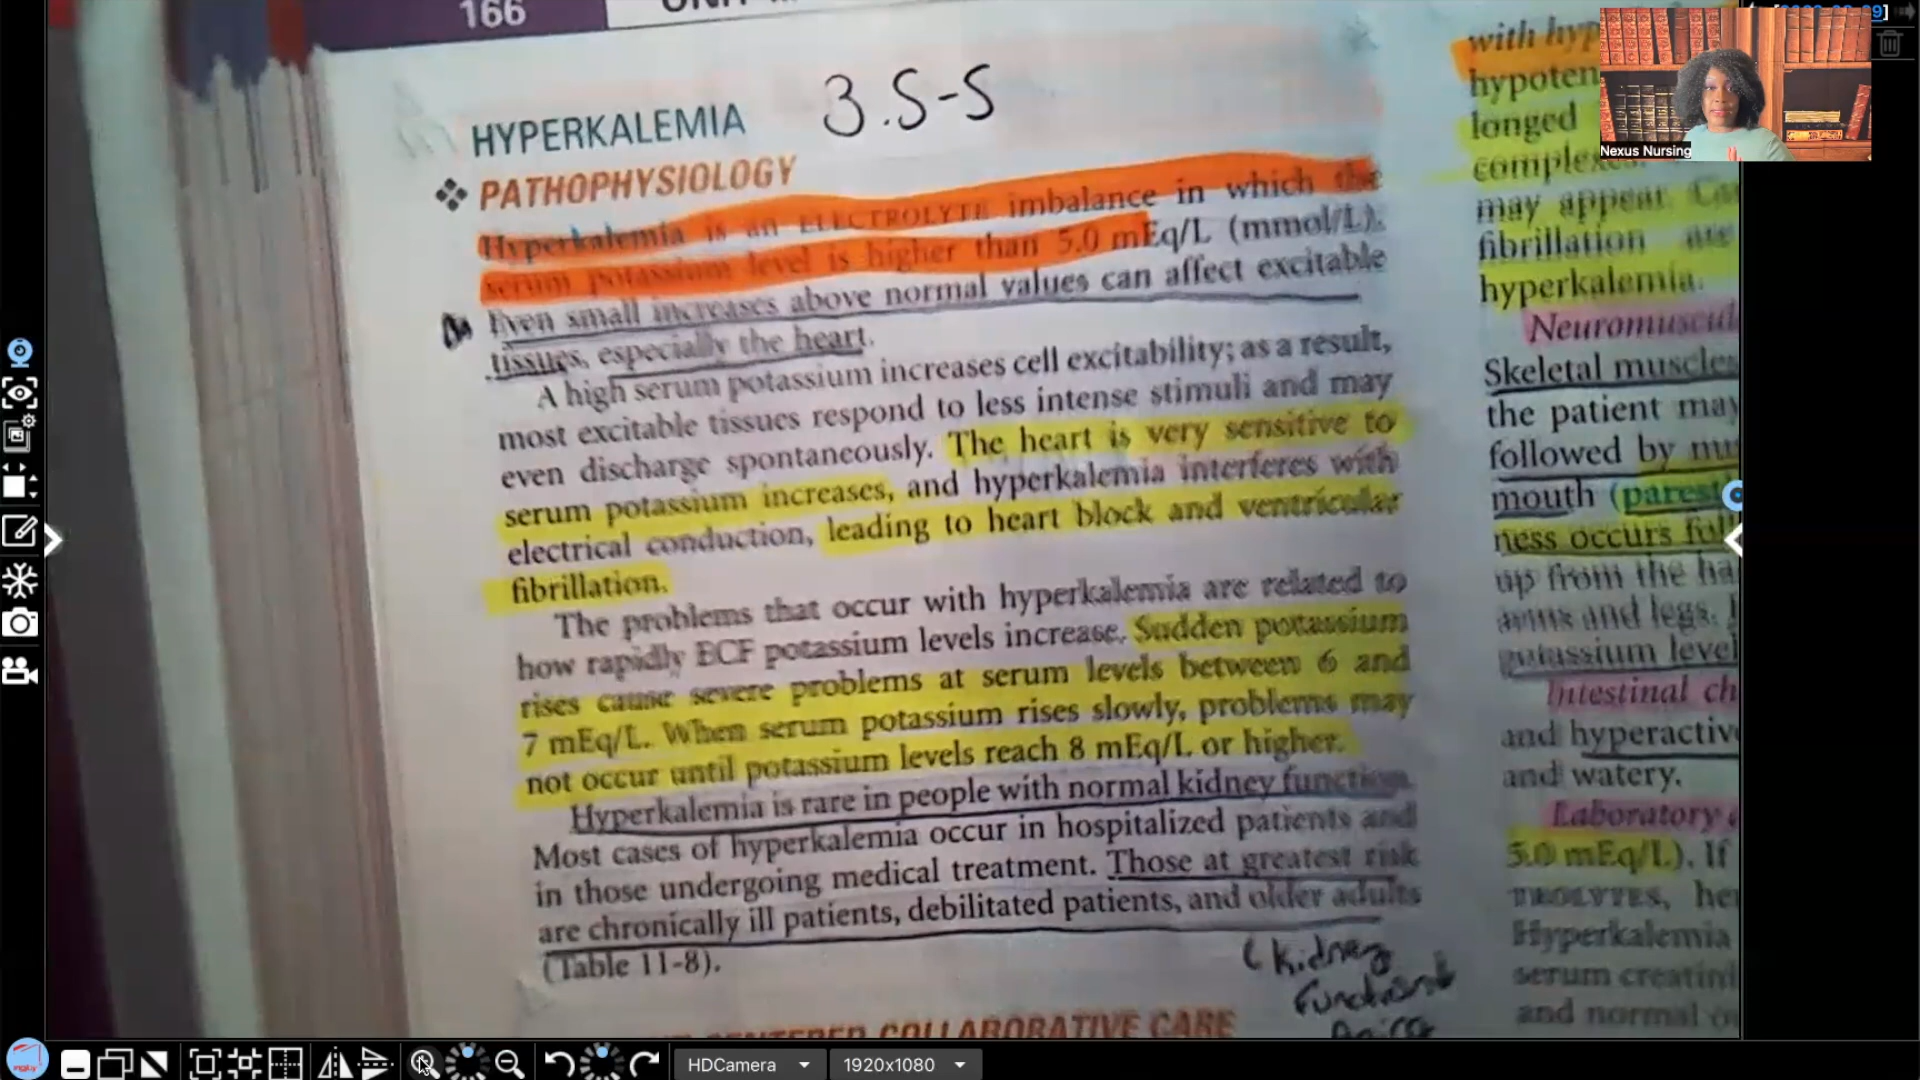 166
HYPERKALEMIA 3.5-5
PATHOPHYSIOLOGY
Hyperkalemia is an ELECTROLYTE imbalance in which the
serum potassium level is higher than 5.0 mEq/L (mmol/L).
Even small increases above normal values can affect excitable
tissues, especially the heart.
A high serum potassium increases cell excitability; as a result,
most excitable tissues respond to less intense stimuli and may
even discharge spontaneously. The heart is very sensitive to
serum potassium increases, and hyperkalemia interferes with
electrical conduction, leading to heart block and ventricular
fibrillation.
The problems that occur with hyperkalemia are related to
how rapidly ECF potassium levels increase. Sudden potassium
rises cause severe problems at serum levels between 6 and
7 mEq/L. When serum potassium rises slowly, problems may
not occur until potassium levels reach 8 mEq/L or higher.
Hyperkalemia is rare in people with normal kidney function.
Most cases of hyperkalemia occur in hospitalized patients and
in those undergoing medical treatment. Those at greatest risk
are chronically ill patients, debilitated patients, and older adults
(Table 11-8).
(kidney
COLLABORATIVE CARE
with
longed
may appear.
fibrillation are
hyperkalemia.
Skeletal muscles
the patient may
followed by
mouth
ness occurs
up from the
arms and legs.
potassium level
Intestinal
and
and watery.
Laboratory
5.0 mEq/L). If
Hyperkalemia
serum
and normal
Nexus Nursing
HDCamera
1920x1080